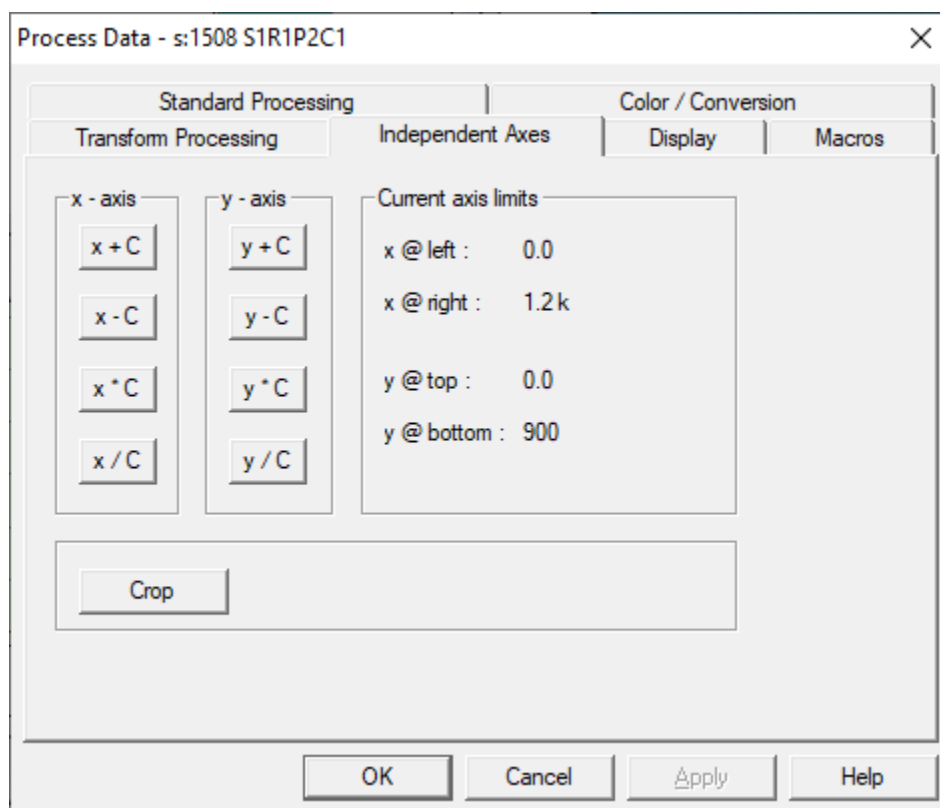 Process Data - s:1508 S1R1P2C1
Standard Processing
Color / Conversion
Transform Processing
Independent Axes
Display
Macros
x - axis
x + C
x - C
x * C
x / C
y - axis
y + C
y - C
y * C
y / C
Current axis limits
x @ left : 0.0
x @ right : 1.2 k
y @ top : 0.0
y @ bottom : 900
Crop
OK
Cancel
Apply
Help